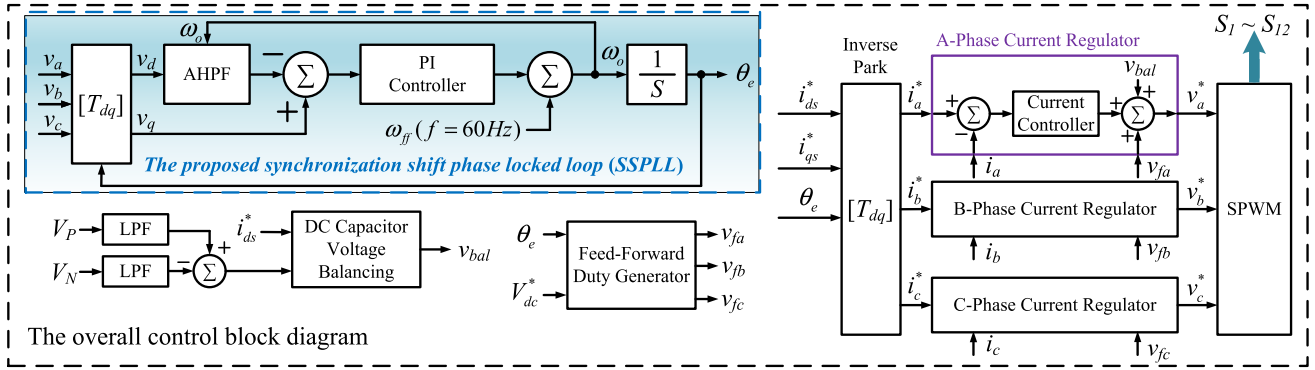 ω_o
v_a
v_b
v_c
[T_dq]
v_d
v_q
AHPF
−
+
Σ
PI
Controller
Σ
ω_ff (f = 60Hz)
ω_o
1
S
θ_e
The proposed synchronization shift phase locked loop (SSPLL)
V_P
LPF
V_N
LPF
+
−
Σ
i*_ds
DC Capacitor
Voltage
Balancing
v_bal
θ_e
V*_dc
Feed-Forward
Duty Generator
v_fa
v_fb
v_fc
The overall control block diagram
i*_ds
i*_qs
θ_e
Inverse
Park
[T_dq]
i*_a
i*_b
i*_c
A-Phase Current Regulator
+
−
Σ
Current
Controller
v_bal
+
+
+
Σ
i_a
v_fa
B-Phase Current Regulator
i_b
v_fb
C-Phase Current Regulator
i_c
v_fc
v*_a
v*_b
v*_c
S_1 ~ S_12
SPWM